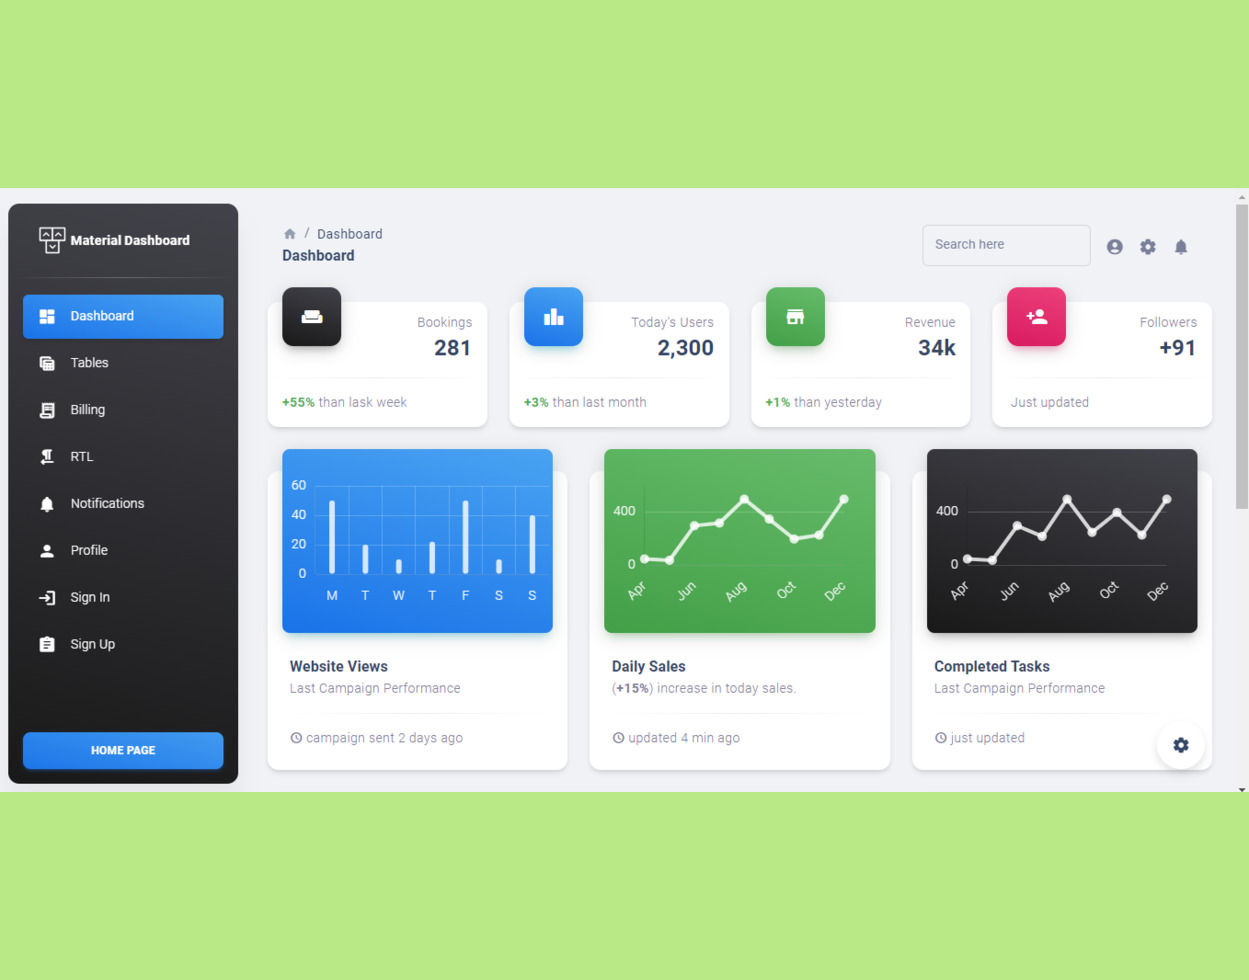 Material Dashboard
Dashboard
Tables
Billing
RTL
Notifications
Profile
Sign In
Sign Up
HOME PAGE
/ Dashboard
Dashboard
Search here
Bookings
281
+55% than lask week
Today's Users
2,300
+3% than last month
Revenue
34k
+1% than yesterday
Followers
+91
Just updated
60
40
20
0
M T W T F S S
Website Views
Last Campaign Performance
campaign sent 2 days ago
400
0
Apr Jun Aug Oct Dec
Daily Sales
(+15%) increase in today sales.
updated 4 min ago
400
0
Apr Jun Aug Oct Dec
Completed Tasks
Last Campaign Performance
just updated